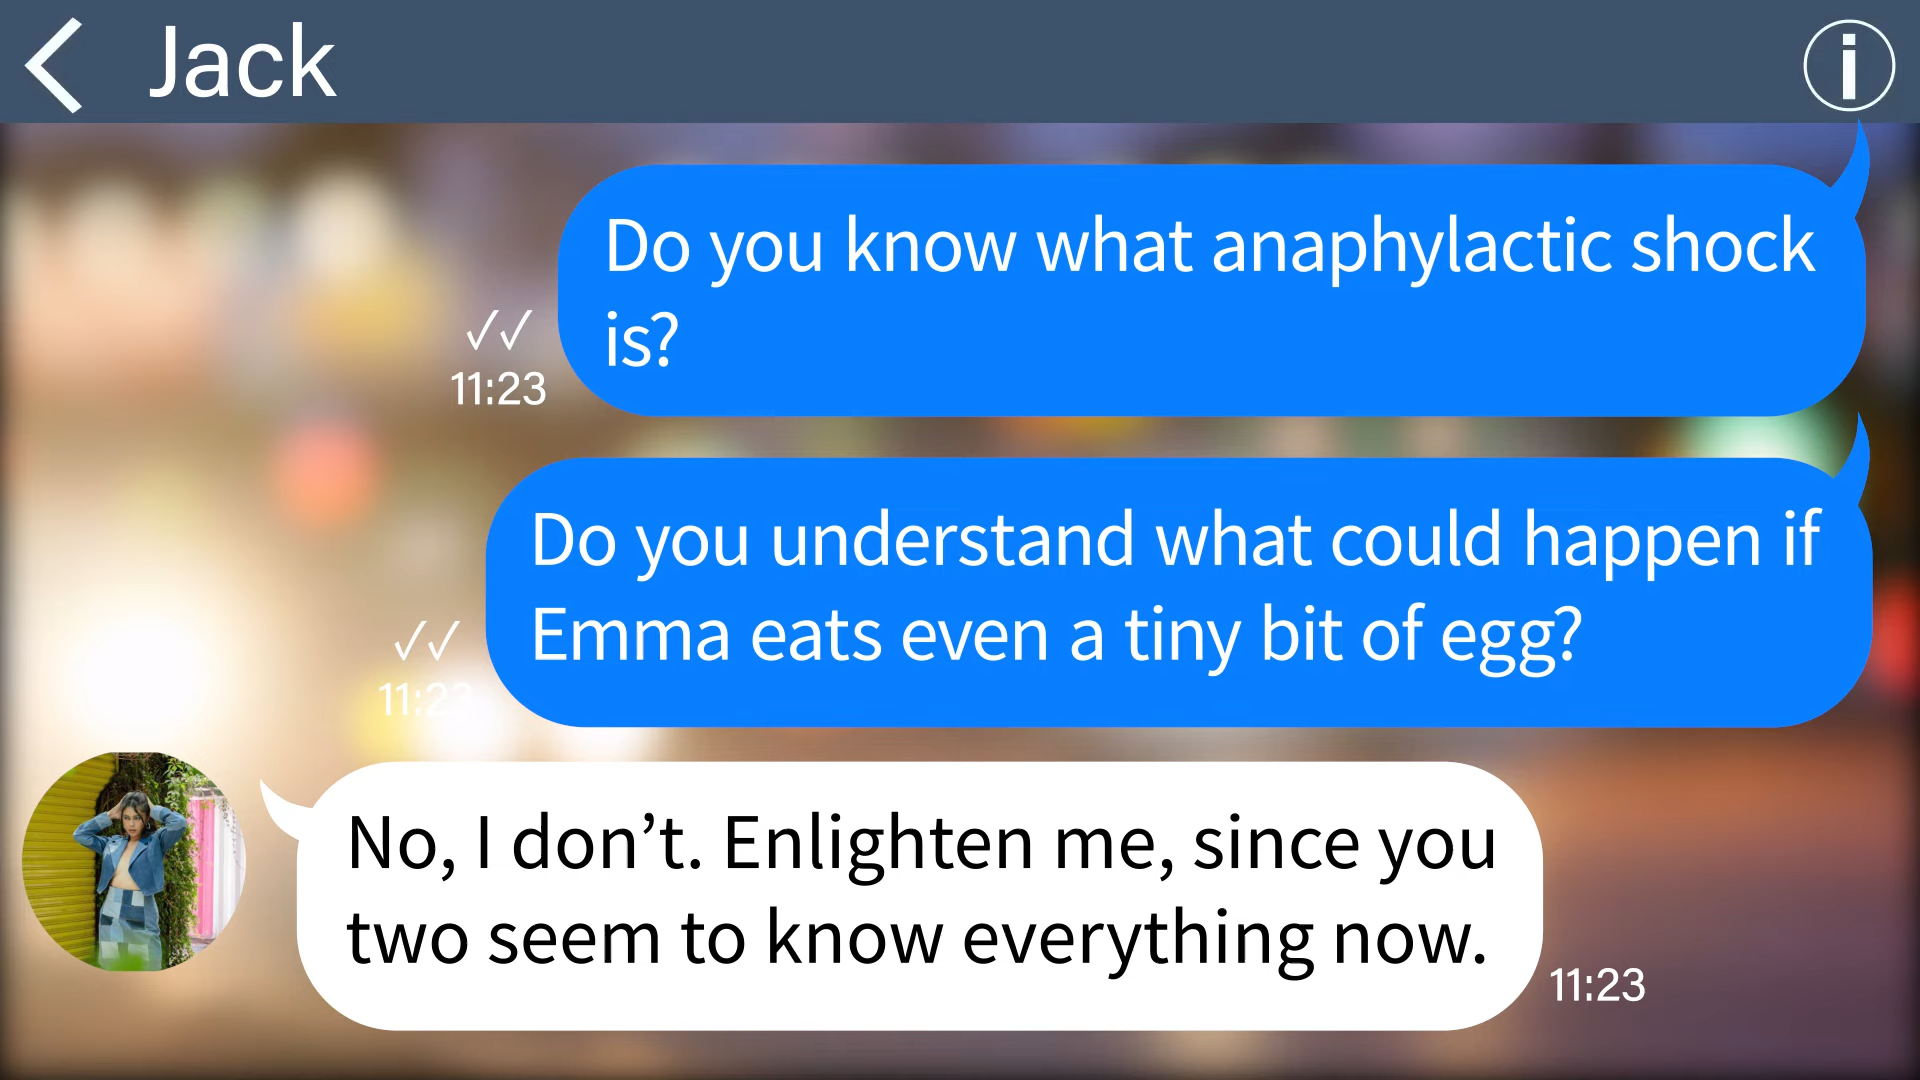 Jack
i
Do you know what anaphylactic shock
is?
✓✓
11:23
Do you understand what could happen if
Emma eats even a tiny bit of egg?
✓✓
11:23
No, I don’t. Enlighten me, since you
two seem to know everything now.
11:23